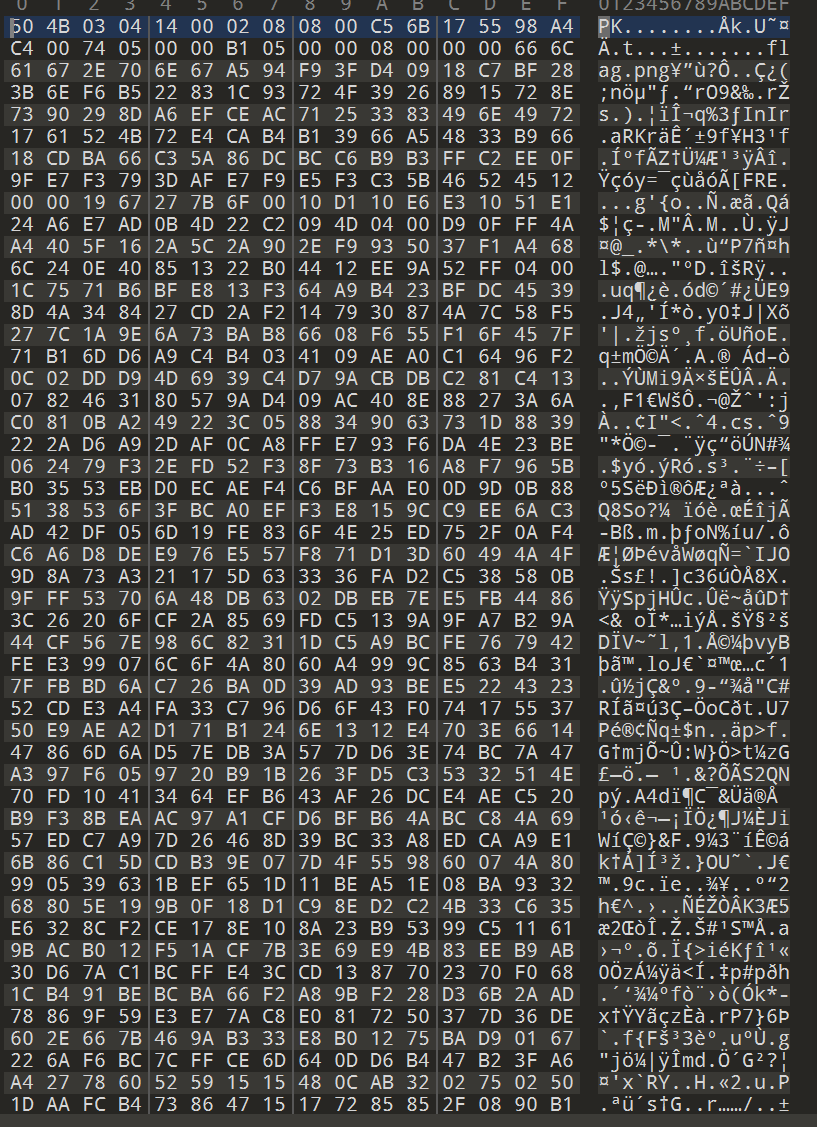 0 1 2 3 4 5 6 7 8 9 A B C D E F 0123456789ABCDEF
50 4B 03 04 14 00 02 08 08 00 C5 6B 17 55 98 A4 PK........Åk.U˜¤
C4 00 74 05 00 00 B1 05 00 00 08 00 00 00 66 6C Ä.t...±.......fl
61 67 2E 70 6E 67 A5 94 F9 3F D4 09 18 C7 BF 28 ag.png¥”ù?Ô..Ç¿(
3B 6E F6 B5 22 83 1C 93 72 4F 39 26 89 15 72 8E ;nöµ"ƒ.“rO9&‰.rŽ
73 90 29 8D A6 EF CE AC 71 25 33 83 49 6E 49 72 s.).¦ïÎ¬q%3ƒInIr
17 61 52 4B 72 E4 CA B4 B1 39 66 A5 48 33 B9 66 .aRKräÊ´±9f¥H3¹f
18 CD BA 66 C3 5A 86 DC BC C6 B9 B3 FF C2 EE 0F .ÍºfÃZ†Ü¼Æ¹³ÿÂî.
9F E7 F3 79 3D AF E7 F9 E5 F3 C3 5B 46 52 45 12 Ÿçóy=¯çùåóÃ[FRE.
00 00 19 67 27 7B 6F 00 10 D1 10 E6 E3 10 51 E1 ...g'{o..Ñ.æã.Qá
24 A6 E7 AD 0B 4D 22 C2 09 4D 04 00 D9 0F FF 4A $¦ç-.M"Â.M..Ù.ÿJ
A4 40 5F 16 2A 5C 2A 90 2E F9 93 50 37 F1 A4 68 ¤@_.*\*..ù“P7ñ¤h
6C 24 0E 40 85 13 22 B0 44 12 EE 9A 52 FF 04 00 l$.@…."°D.îšRÿ..
1C 75 71 B6 BF E8 13 F3 64 A9 B4 23 BF DC 45 39 .uq¶¿è.ód©´#¿ÜE9
8D 4A 34 84 27 CD 2A F2 14 79 30 87 4A 7C 58 F5 .J4„'Í*ò.y0‡J|Xõ
27 7C 1A 9E 6A 73 BA B8 66 08 F6 55 F1 6F 45 7F '|.žjsº¸f.öUñoE.
71 B1 6D D6 A9 C4 B4 03 41 09 AE A0 C1 64 96 F2 q±mÖ©Ä´.A.® Ád–ò
0C 02 DD D9 4D 69 39 C4 D7 9A CB DB C2 81 C4 13 ..ÝÙMi9Ä×šËÛÂ.Ä.
07 82 46 31 80 57 9A D4 09 AC 40 8E 88 27 3A 6A .‚F1€WšÔ.¬@Žˆ':j
C0 81 0B A2 49 22 3C 05 88 34 90 63 73 1D 88 39 À..¢I"<.ˆ4.cs.ˆ9
22 2A D6 A9 2D AF 0C A8 FF E7 93 F6 DA 4E 23 BE "*Ö©-¯.¨ÿç“öÚN#¾
06 24 79 F3 2E FD 52 F3 8F 73 B3 16 A8 F7 96 5B .$yó.ýRó.s³.¨÷–[
B0 35 53 EB D0 EC AE F4 C6 BF AA E0 0D 9D 0B 88 °5SëÐì®ôÆ¿ªà...ˆ
51 38 53 6F 3F BC A0 EF F3 E8 15 9C C9 EE 6A C3 Q8So?¼ ïóè.œÉîjÃ
AD 42 DF 05 6D 19 FE 83 6F 4E 25 ED 75 2F 0A F4 -Bß.m.þƒoN%íu/.ô
C6 A6 D8 DE E9 76 E5 57 F8 71 D1 3D 60 49 4A 4F Æ¦ØÞévåWøqÑ=`IJO
9D 8A 73 A3 21 17 5D 63 33 36 FA D2 C5 38 58 0B .Šs£!.]c36úÒÅ8X.
9F FF 53 70 6A 48 DB 63 02 DB EB 7E E5 FB 44 86 ŸÿSpjHÛc.Ûë~åûD†
3C 26 20 6F CF 2A 85 69 FD C5 13 9A 9F A7 B2 9A <& oÏ*…iýÅ.šŸ§²š
44 CF 56 7E 98 6C 82 31 1D C5 A9 BC FE 76 79 42 DÏV~˜l‚1.Å©¼þvyB
FE E3 99 07 6C 6F 4A 80 60 A4 99 9C 85 63 B4 31 þã™.loJ€`¤™œ…c´1
7F FB BD 6A C7 26 BA 0D 39 AD 93 BE E5 22 43 23 .û½jÇ&º.9-“¾å"C#
52 CD E3 A4 FA 33 C7 96 D6 6F 43 F0 74 17 55 37 RÍã¤ú3Ç–ÖoCðt.U7
50 E9 AE A2 D1 71 B1 24 6E 13 12 E4 70 3E 66 14 Pé®¢Ñq±$n..äp>f.
47 86 6D 6A D5 7E DB 3A 57 7D D6 3E 74 BC 7A 47 G†mjÕ~Û:W}Ö>t¼zG
A3 97 F6 05 97 20 B9 1B 26 3F D5 C3 53 32 51 4E £—ö.— ¹.&?ÕÃS2QN
70 FD 10 41 34 64 EF B6 43 AF 26 DC E4 AE C5 20 pý.A4dï¶C¯&Üä®Å
B9 F3 8B EA AC 97 A1 CF D6 BF B6 4A BC C8 4A 69 ¹ó‹ê¬—¡ÏÖ¿¶J¼ÈJi
57 ED C7 A9 7D 26 46 8D 39 BC 33 A8 ED CA A9 E1 WíÇ©}&F.9¼3¨íÊ©á
6B 86 C1 5D CD B3 9E 07 7D 4F 55 98 60 07 4A 80 k†Á]Í³ž.}OU˜`.J€
99 05 39 63 1B EF 65 1D 11 BE A5 1E 08 BA 93 32 ™.9c.ïe..¾¥..º“2
68 80 5E 19 9B 0F 18 D1 C9 8E D2 C2 4B 33 C6 35 h€^.›..ÑÉŽÒÂK3Æ5
E6 32 8C F2 CE 17 8E 10 8A 23 B9 53 99 C5 11 61 æ2ŒòÎ.Ž.Š#¹S™Å.a
9B AC B0 12 F5 1A CF 7B 3E 69 E9 4B 83 EE B9 AB ›¬°.õ.Ï{>iéKƒî¹«
30 D6 7A C1 BC FF E4 3C CD 13 87 70 23 70 F0 68 0ÖzÁ¼ÿä<Í.‡p#pðh
1C B4 91 BE BC BA 66 F2 A8 9B F2 28 D3 6B 2A AD .´‘¾¼ºfò¨›ò(Ók*-
78 86 9F 59 E3 E7 7A C8 E0 81 72 50 37 7D 36 DE x†ŸYãçzÈà.rP7}6Þ
60 2E 66 7B 46 9A B3 33 E8 B0 12 75 BA D9 01 67 `.f{Fš³3è°.uºÙ.g
22 6A F6 BC 7C FF CE 6D 64 0D D6 B4 47 B2 3F A6 "jö¼|ÿÎmd.Ö´G²?¦
A4 27 78 60 52 59 15 15 48 0C AB 32 02 75 02 50 ¤'x`RY..H.«2.u.P
1D AA FC B4 73 86 47 15 17 72 85 85 2F 08 90 B1 .ªü´s†G..r……/..±